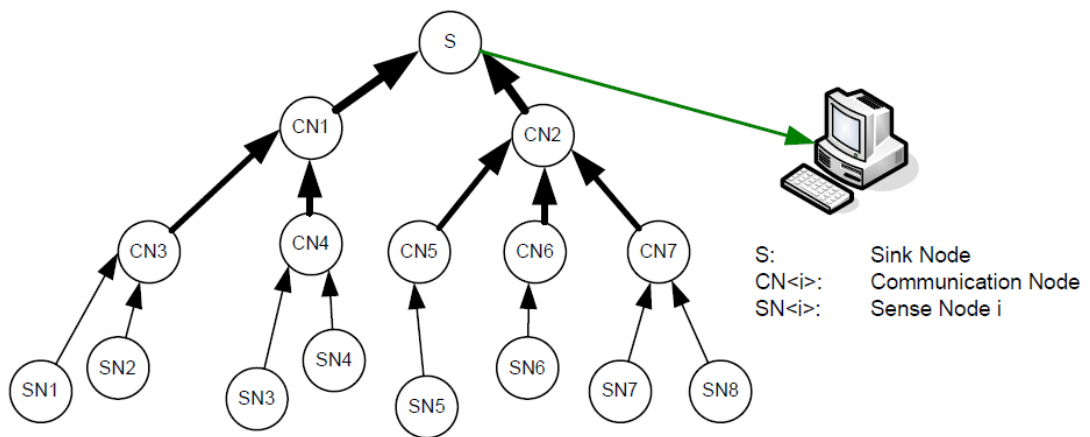 S
CN1
CN2
CN3
CN4
CN5
CN6
CN7
SN1
SN2
SN3
SN4
SN5
SN6
SN7
SN8
S: Sink Node
CN<i>: Communication Node
SN<i>: Sense Node i